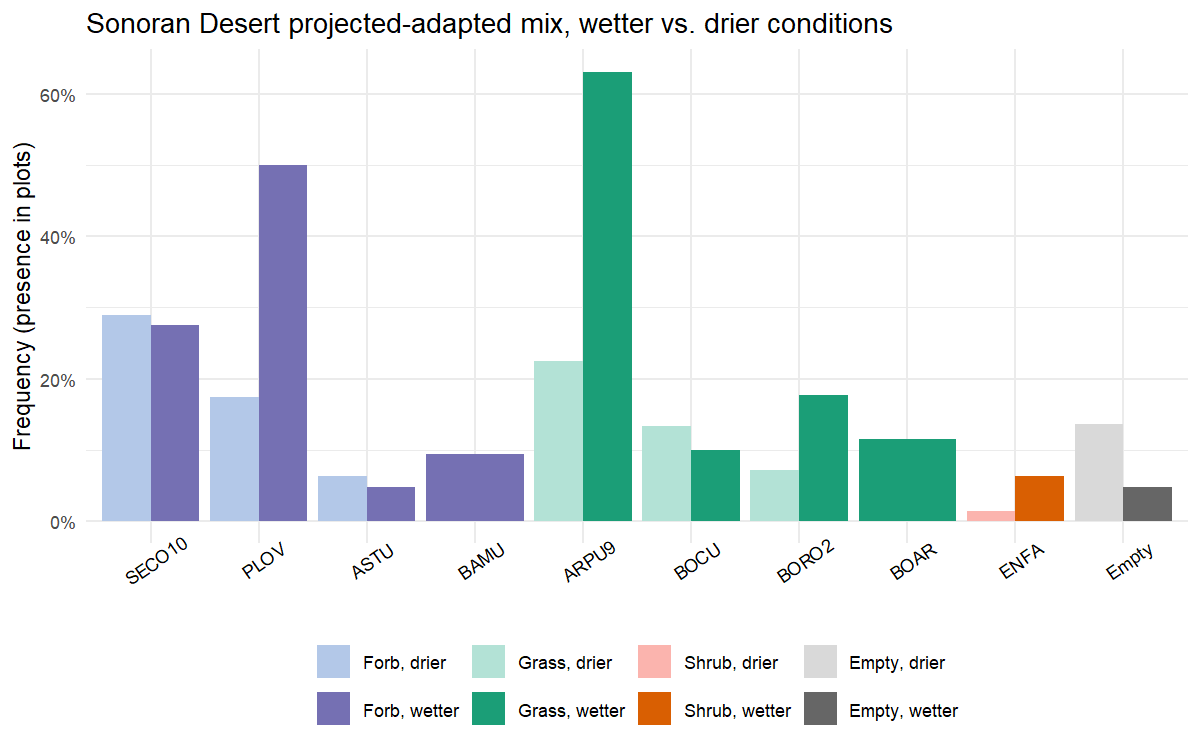 Sonoran Desert projected-adapted mix, wetter vs. drier conditions
Frequency (presence in plots)
60%
40%
20%
0%
SECO10 PLOV ASTU BAMU ARPU9 BOCU BORO2 BOAR ENFA Empty
Forb, drier Grass, drier Shrub, drier Empty, drier
Forb, wetter Grass, wetter Shrub, wetter Empty, wetter